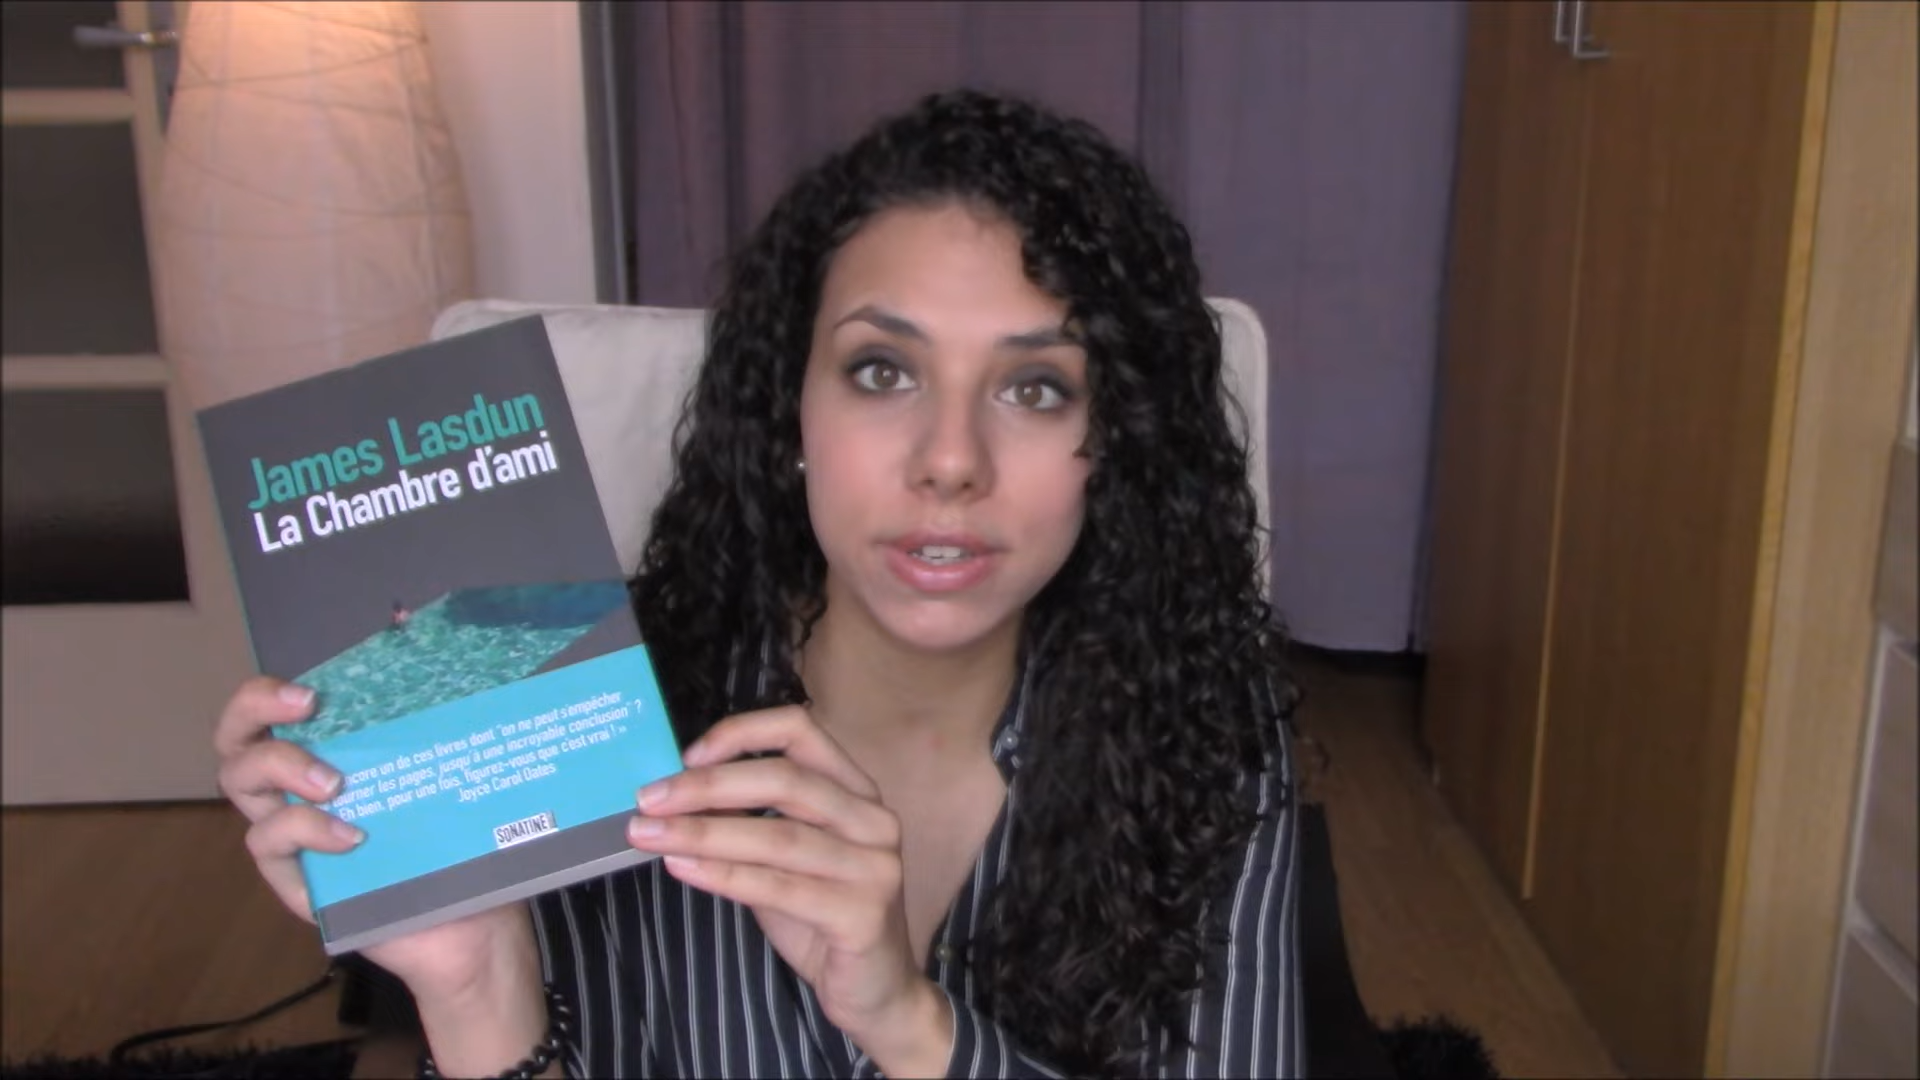 James Lasdun
La Chambre d'ami
core un de ces livres dont "on ne peut s'empêcher
tourner les pages, jusqu'à une incroyable conclusion" ?
Eh bien, pour une fois, figurez-vous que c'est vrai ! »
Joyce Carol Oates
SONATINE